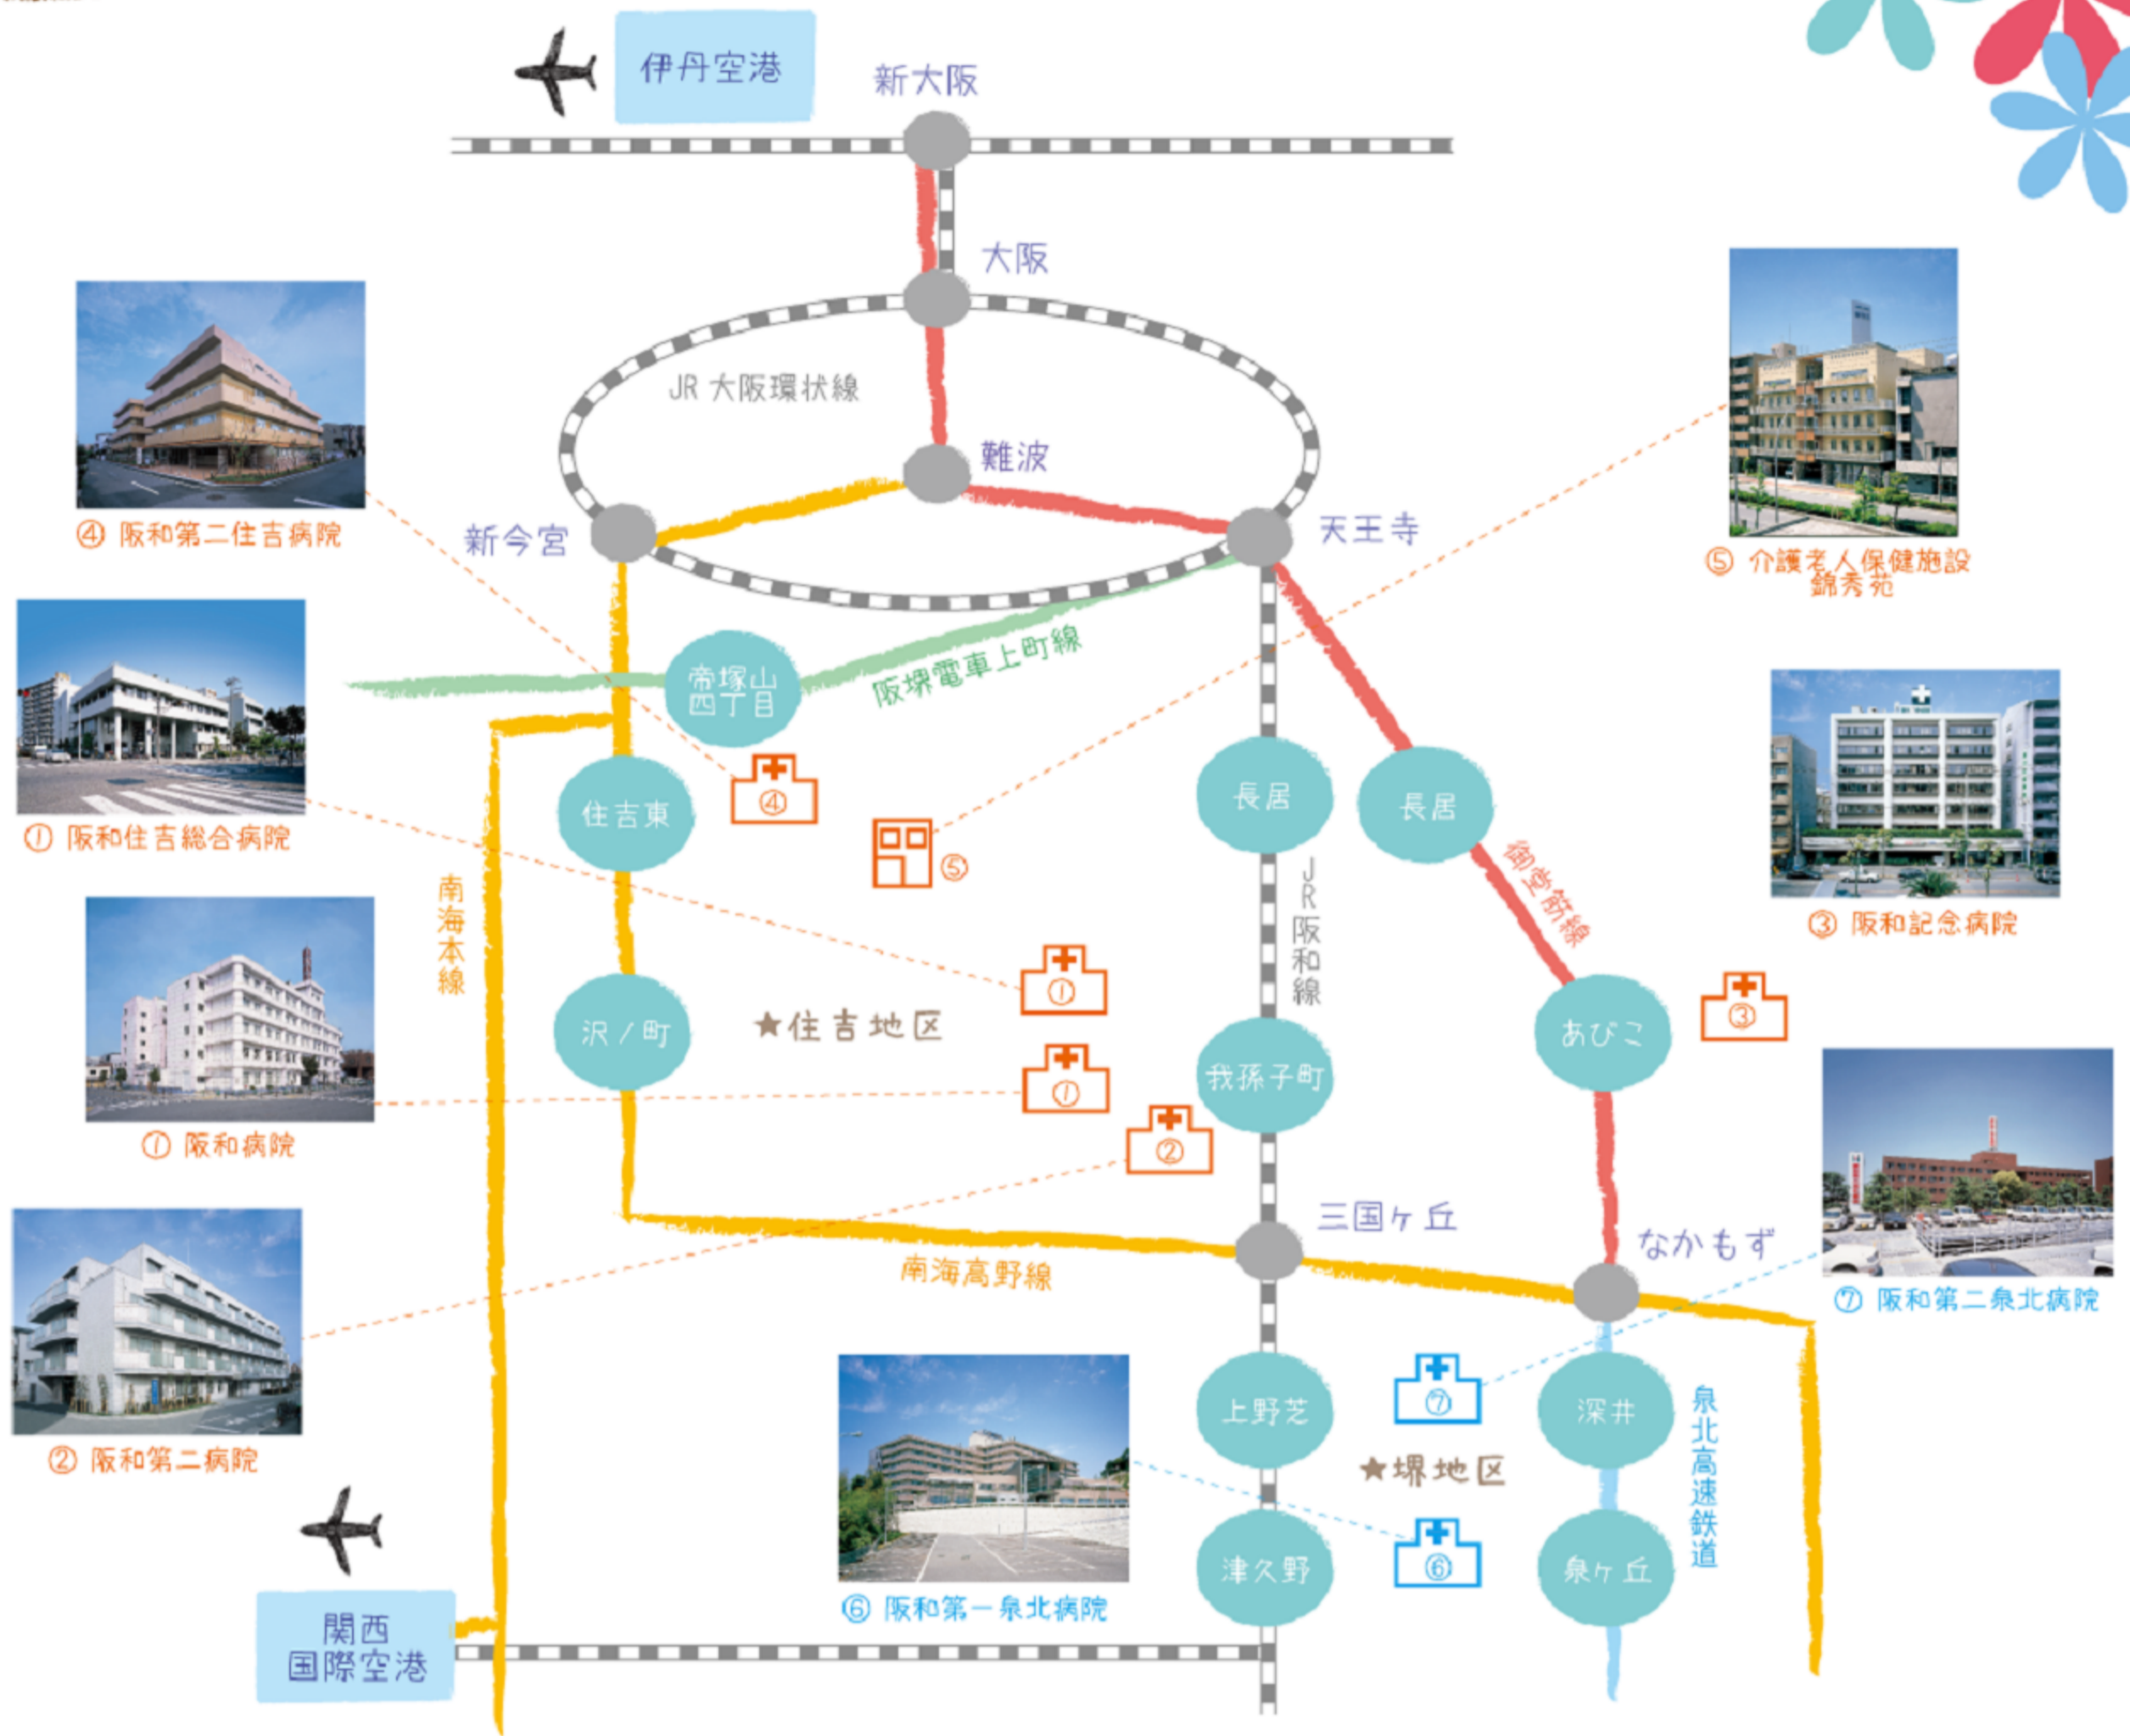 伊丹空港
新大阪
大阪
JR 大阪環状線
難波
新今宮
天王寺
④ 阪和第二住吉病院
⑤ 介護老人保健施設
錦秀苑
帝塚山
四丁目
阪堺電車上町線
住吉東
④
⑤
長居
長居
御堂筋線
① 阪和住吉総合病院
南海本線
JR阪和線
③ 阪和記念病院
①
沢ノ町
★住吉地区
①
②
我孫子町
あびこ
③
① 阪和病院
三国ヶ丘
なかもず
南海高野線
⑦ 阪和第二泉北病院
② 阪和第二病院
上野芝
⑦
深井
泉北高速鉄道
★堺地区
津久野
⑥
泉ヶ丘
⑥ 阪和第一泉北病院
関西
国際空港